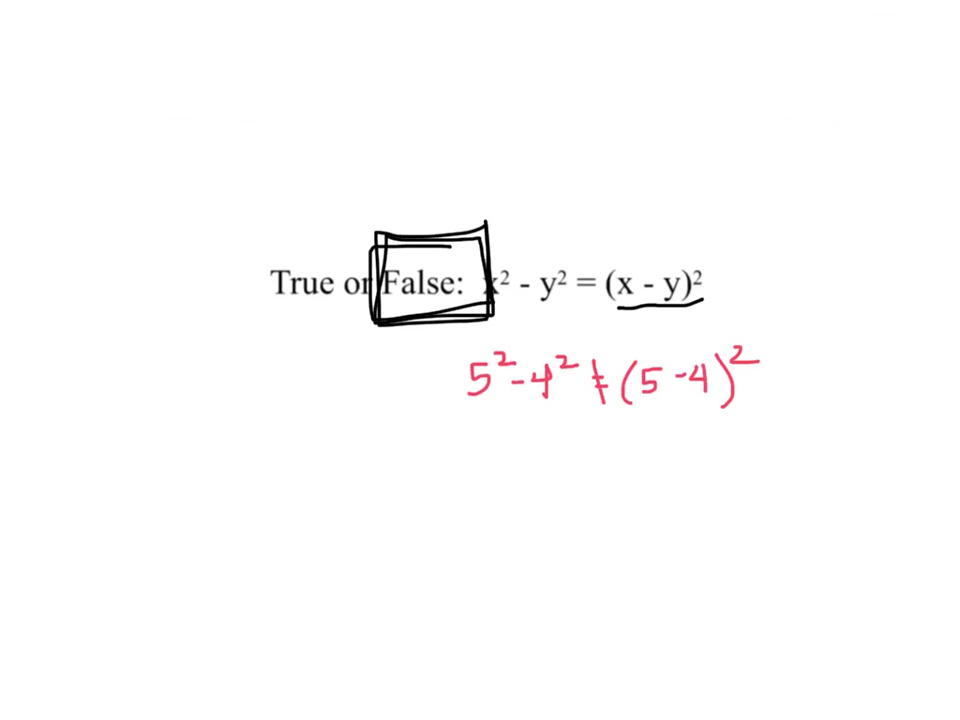 True or False: x² - y² = (x - y)²
5² - 4² ≠ (5 - 4)²